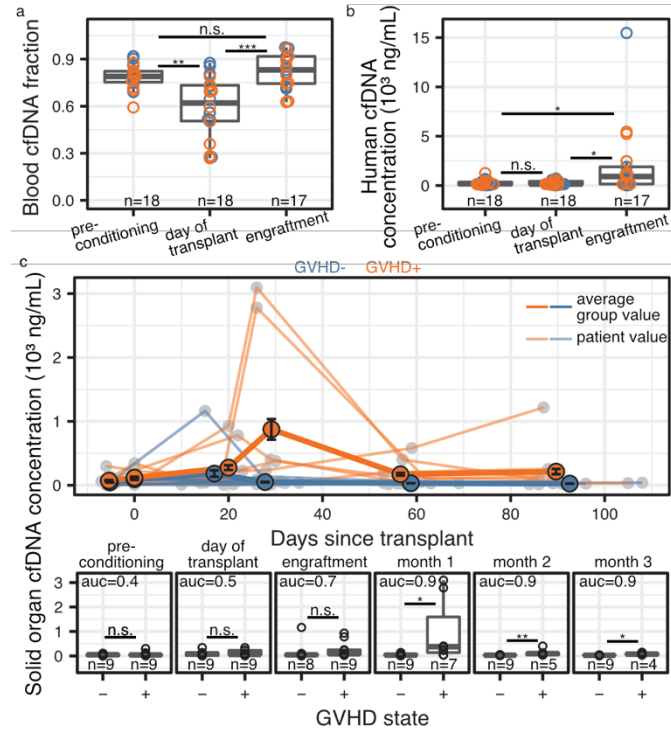 a
n.s.
**
***
Blood cfDNA fraction
0.9
0.6
0.3
0.0
n=18
n=18
n=17
pre-
conditioning
day of
transplant
engraftment
b
Human cfDNA
concentration (10³ ng/mL)
15
10
5
0
*
n.s.
*
n=18
n=18
n=17
pre-
conditioning
day of
transplant
engraftment
c
GVHD-
GVHD+
Solid organ cfDNA concentration (10³ ng/mL)
3
2
1
0
average
group value
patient value
0
20
40
60
80
100
Days since transplant
pre-
conditioning
day of
transplant
engraftment
month 1
month 2
month 3
3
2
1
0
auc=0.4
n.s.
n=9
n=9
auc=0.5
n.s.
n=9
n=9
auc=0.7
n.s.
n=8
n=9
auc=0.9
*
n=9
n=7
auc=0.9
**
n=9
n=5
auc=0.9
*
n=9
n=4
− + − + − + − + − + − +
GVHD state